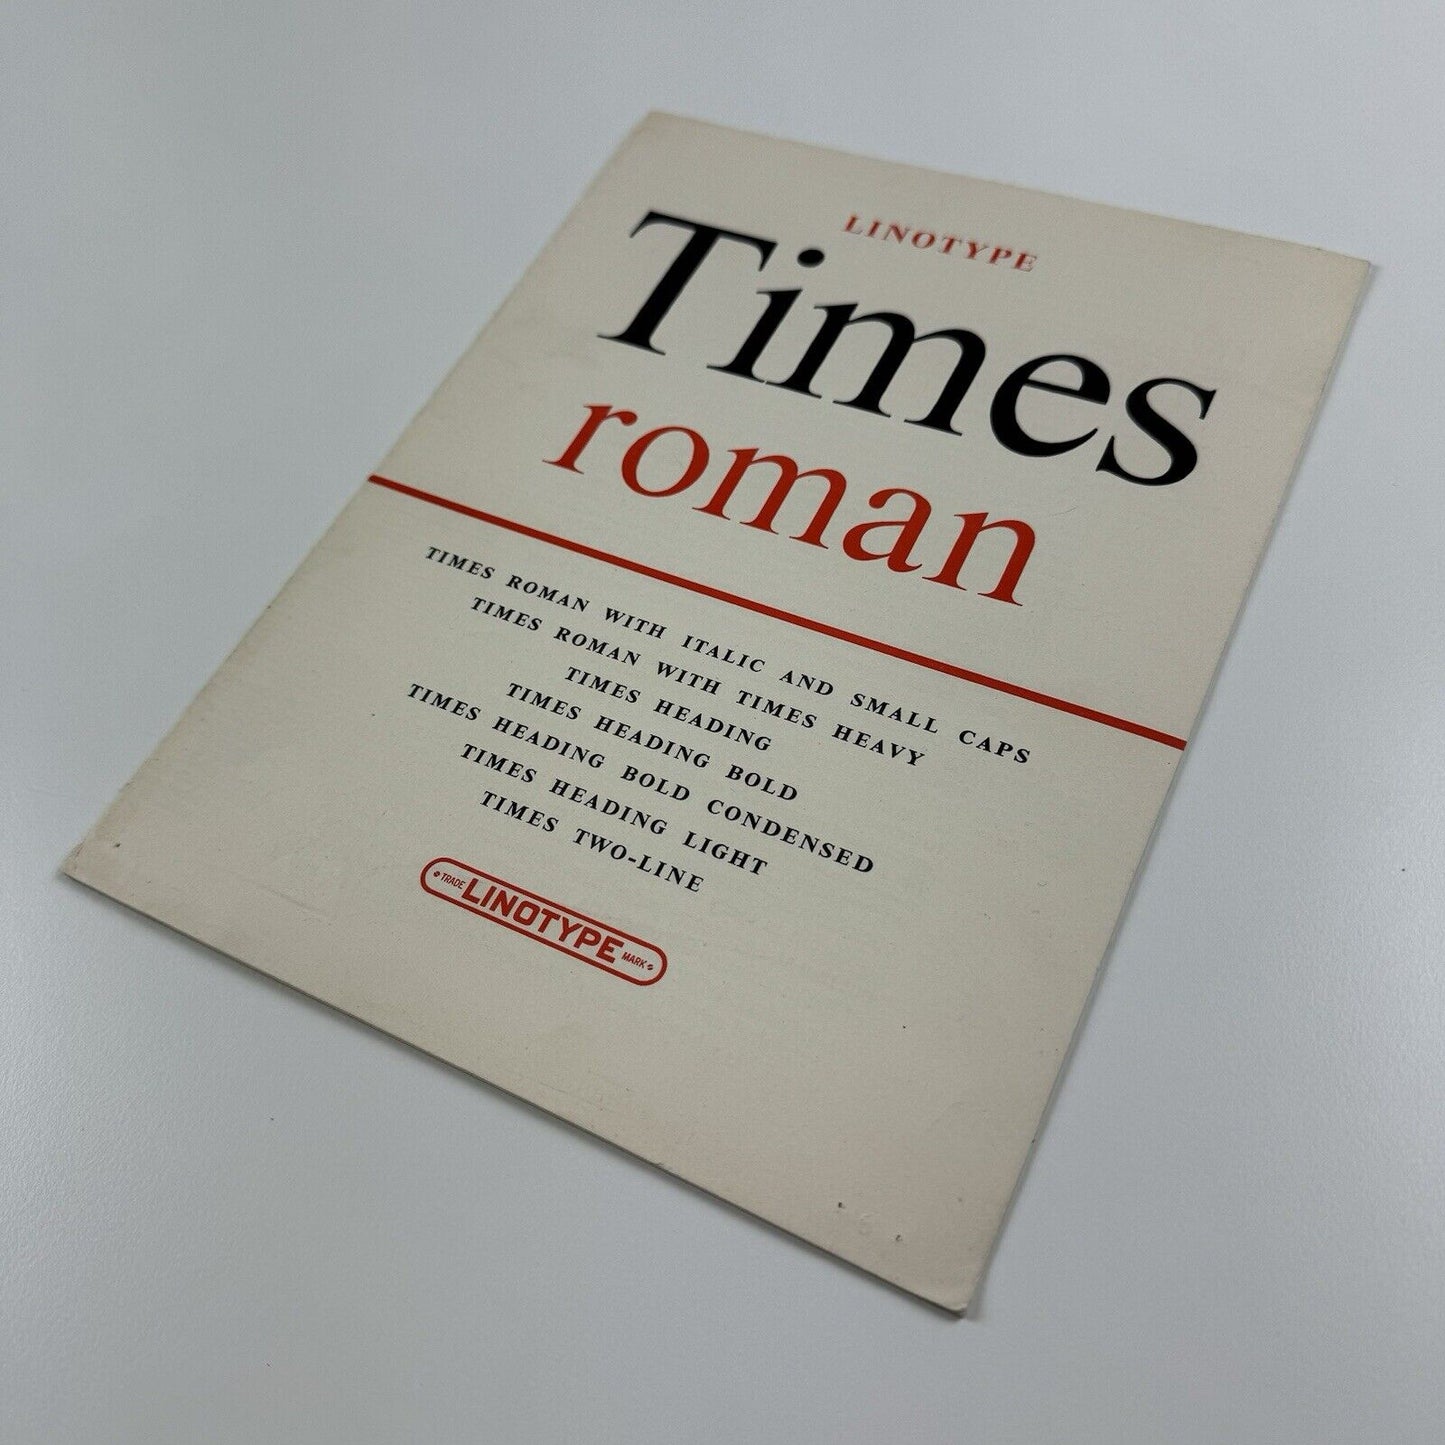 LINOTYPE
Times
roman
TIMES ROMAN WITH ITALIC AND SMALL CAPS
TIMES ROMAN WITH TIMES HEAVY
TIMES HEADING
TIMES HEADING BOLD
TIMES HEADING BOLD CONDENSED
TIMES HEADING LIGHT
TIMES TWO-LINE
TRADE LINOTYPE MARK